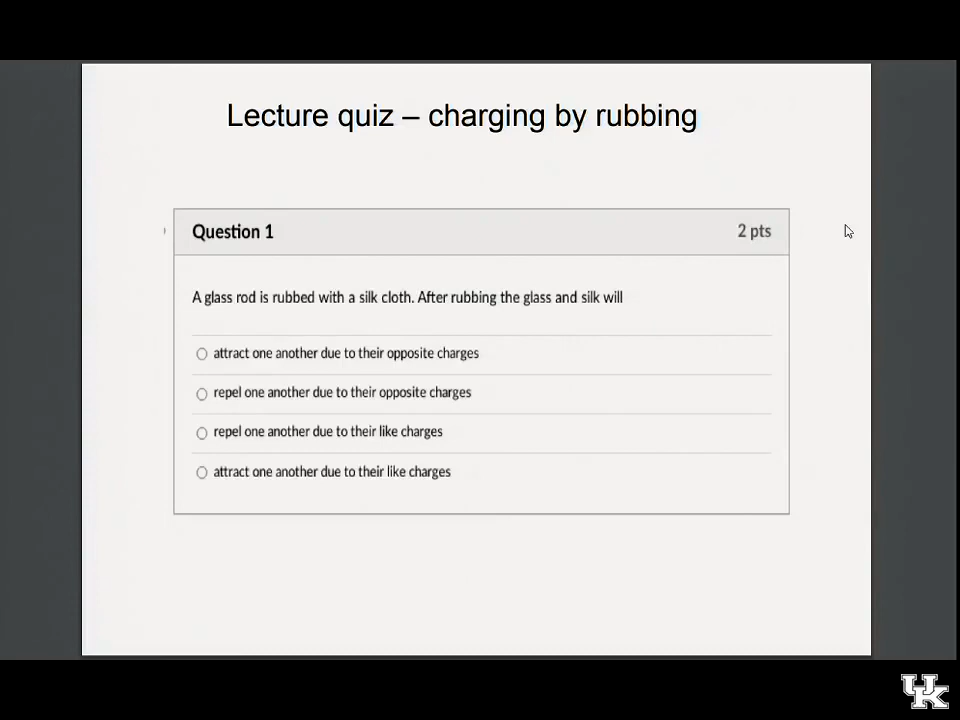 Lecture quiz – charging by rubbing
Question 1 2 pts
A glass rod is rubbed with a silk cloth. After rubbing the glass and silk will
attract one another due to their opposite charges
repel one another due to their opposite charges
repel one another due to their like charges
attract one another due to their like charges
UK